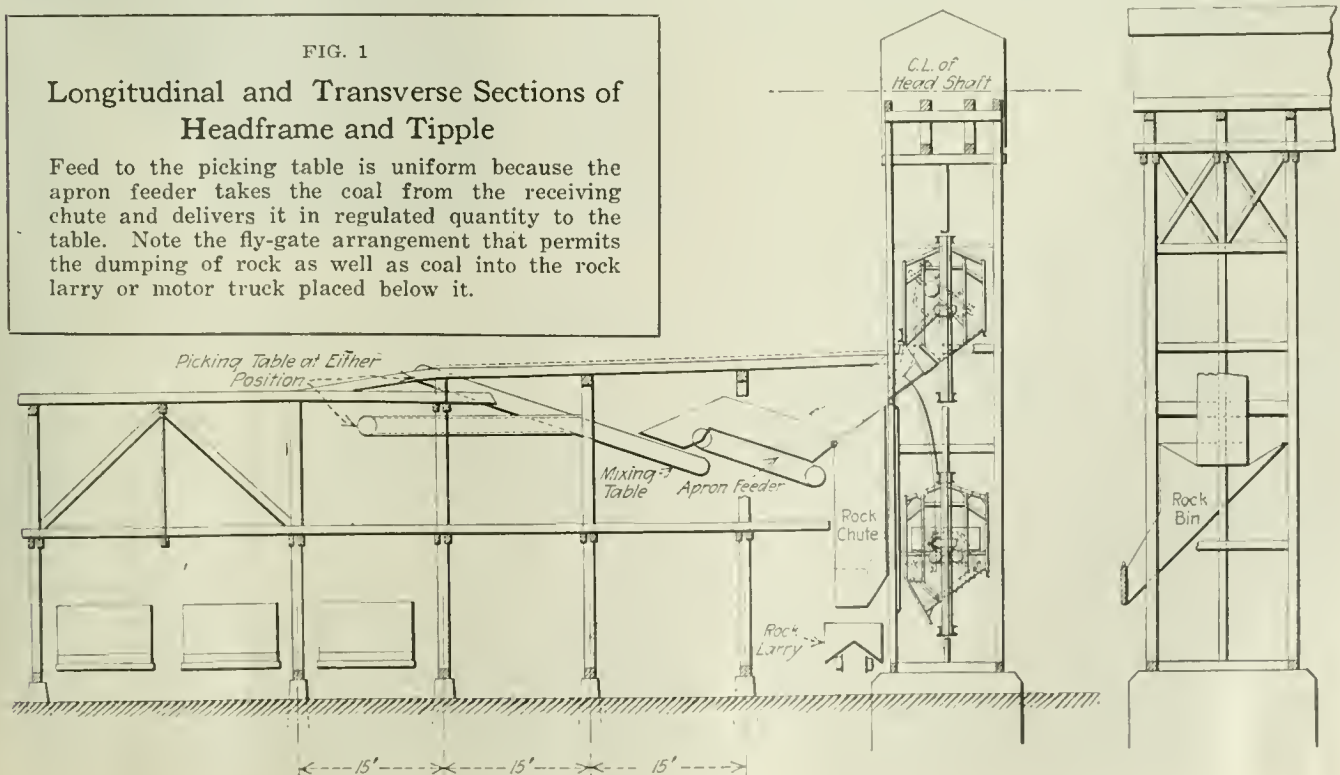 FIG. 1
Longitudinal and Transverse Sections of
Headframe and Tipple
Feed to the picking table is uniform because the
apron feeder takes the coal from the receiving
chute and delivers it in regulated quantity to the
table. Note the fly-gate arrangement that permits
the dumping of rock as well as coal into the rock
larry or motor truck placed below it.
C.L. of
Head Shaft
Picking Table at Either
Position
Mixing
Table
Apron Feeder
Rock
Chute
Rock
Bin
Rock
Larry
15' 15' 15'